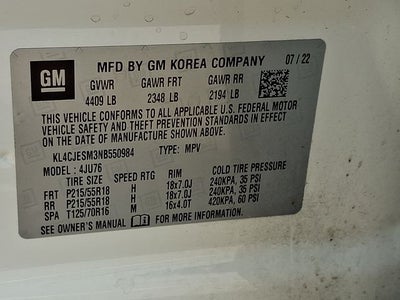 GM MFD BY GM KOREA COMPANY 07 / 22
GVWR GAWR FRT GAWR RR
4409 LB 2348 LB 2194 LB
THIS VEHICLE CONFORMS TO ALL APPLICABLE U.S. FEDERAL MOTOR
VEHICLE SAFETY AND THEFT PREVENTION STANDARDS IN EFFECT
ON THE DATE OF MANUFACTURE SHOWN ABOVE.
KL4CJESM3NB550984 TYPE: MPV
MODEL : 4JU76
TIRE SIZE SPEED RTG RIM COLD TIRE PRESSURE
FRT P215/55R18 H 18x7.0J 240KPA, 35 PSI
RR P215/55R18 H 18x7.0J 240KPA, 35 PSI
SPA T125/70R16 M 16x4.0T 420KPA, 60 PSI
SEE OWNER'S MANUAL FOR MORE INFORMATION.